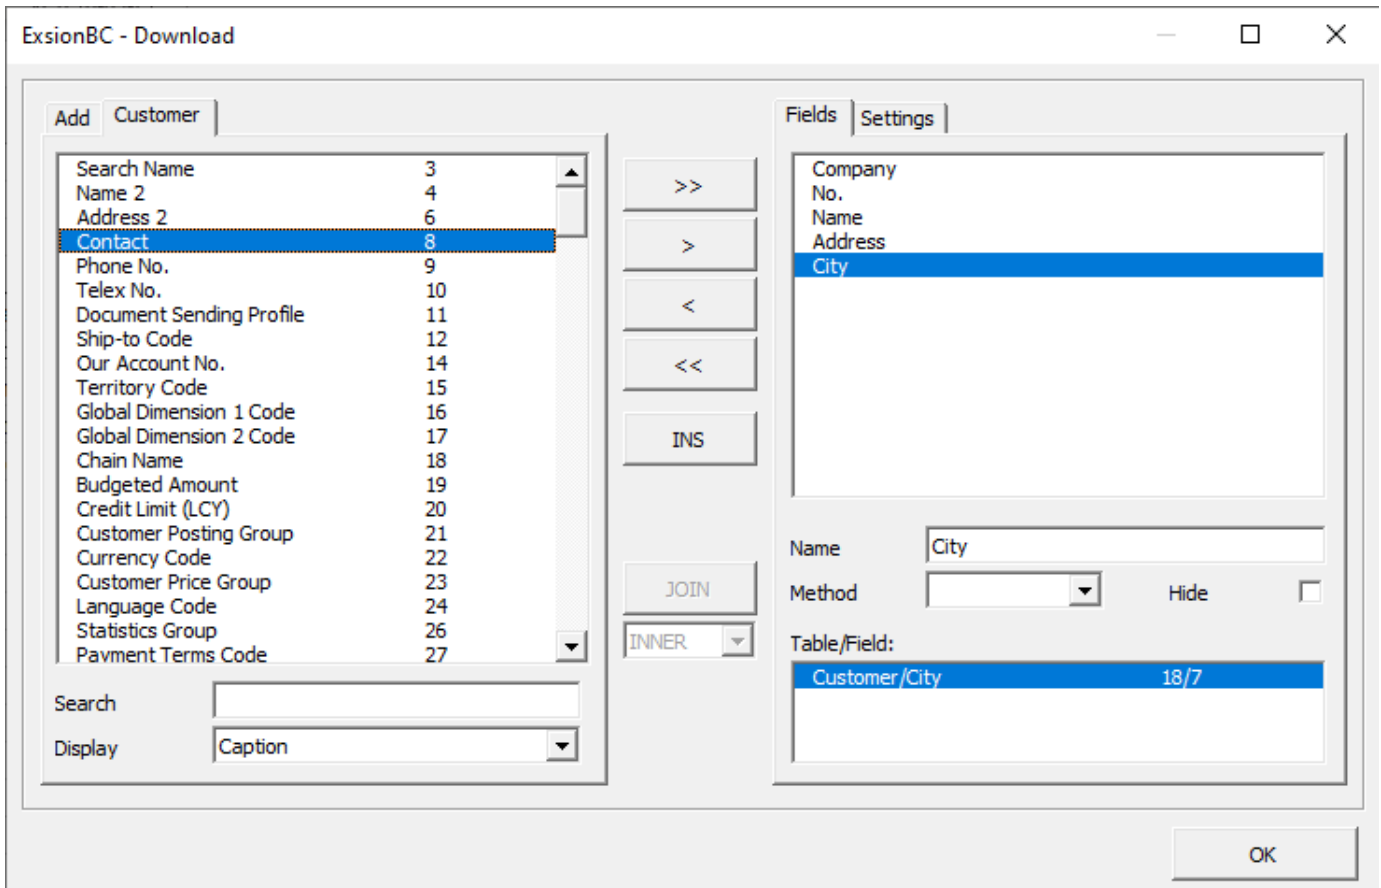 ExsionBC - Download
Add Customer
Search Name 3
Name 2 4
Address 2 6
Contact 8
Phone No. 9
Telex No. 10
Document Sending Profile 11
Ship-to Code 12
Our Account No. 14
Territory Code 15
Global Dimension 1 Code 16
Global Dimension 2 Code 17
Chain Name 18
Budgeted Amount 19
Credit Limit (LCY) 20
Customer Posting Group 21
Currency Code 22
Customer Price Group 23
Language Code 24
Statistics Group 26
Payment Terms Code 27
Search
Display Caption
>>
>
<
<<
INS
JOIN
INNER
Fields Settings
Company
No.
Name
Address
City
Name City
Method Hide
Table/Field:
Customer/City 18/7
OK